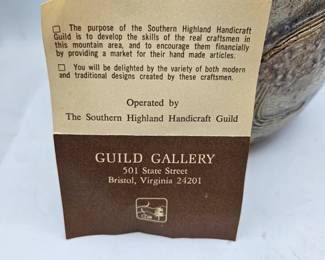 ☐ The purpose of the Southern Highland Handicraft
Guild is to develop the skills of the real craftsmen in
this mountain area, and to encourage them financially
by providing a market for their hand made articles.
☐ You will be delighted by the variety of both modern
and traditional designs created by these craftsmen.
Operated by
The Southern Highland Handicraft Guild
GUILD GALLERY
501 State Street
Bristol, Virginia 24201